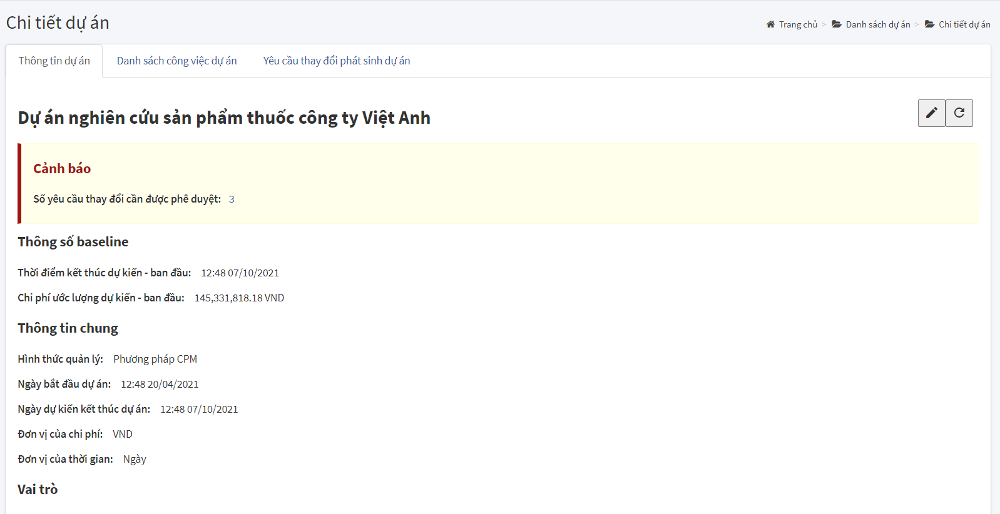 Chi tiết dự án
Trang chủ > Danh sách dự án > Chi tiết dự án
Thông tin dự án Danh sách công việc dự án Yêu cầu thay đổi phát sinh dự án
Dự án nghiên cứu sản phẩm thuốc công ty Việt Anh
Cảnh báo
Số yêu cầu thay đổi cần được phê duyệt: 3
Thông số baseline
Thời điểm kết thúc dự kiến - ban đầu: 12:48 07/10/2021
Chi phí ước lượng dự kiến - ban đầu: 145,331,818.18 VND
Thông tin chung
Hình thức quản lý: Phương pháp CPM
Ngày bắt đầu dự án: 12:48 20/04/2021
Ngày dự kiến kết thúc dự án: 12:48 07/10/2021
Đơn vị của chi phí: VND
Đơn vị của thời gian: Ngày
Vai trò